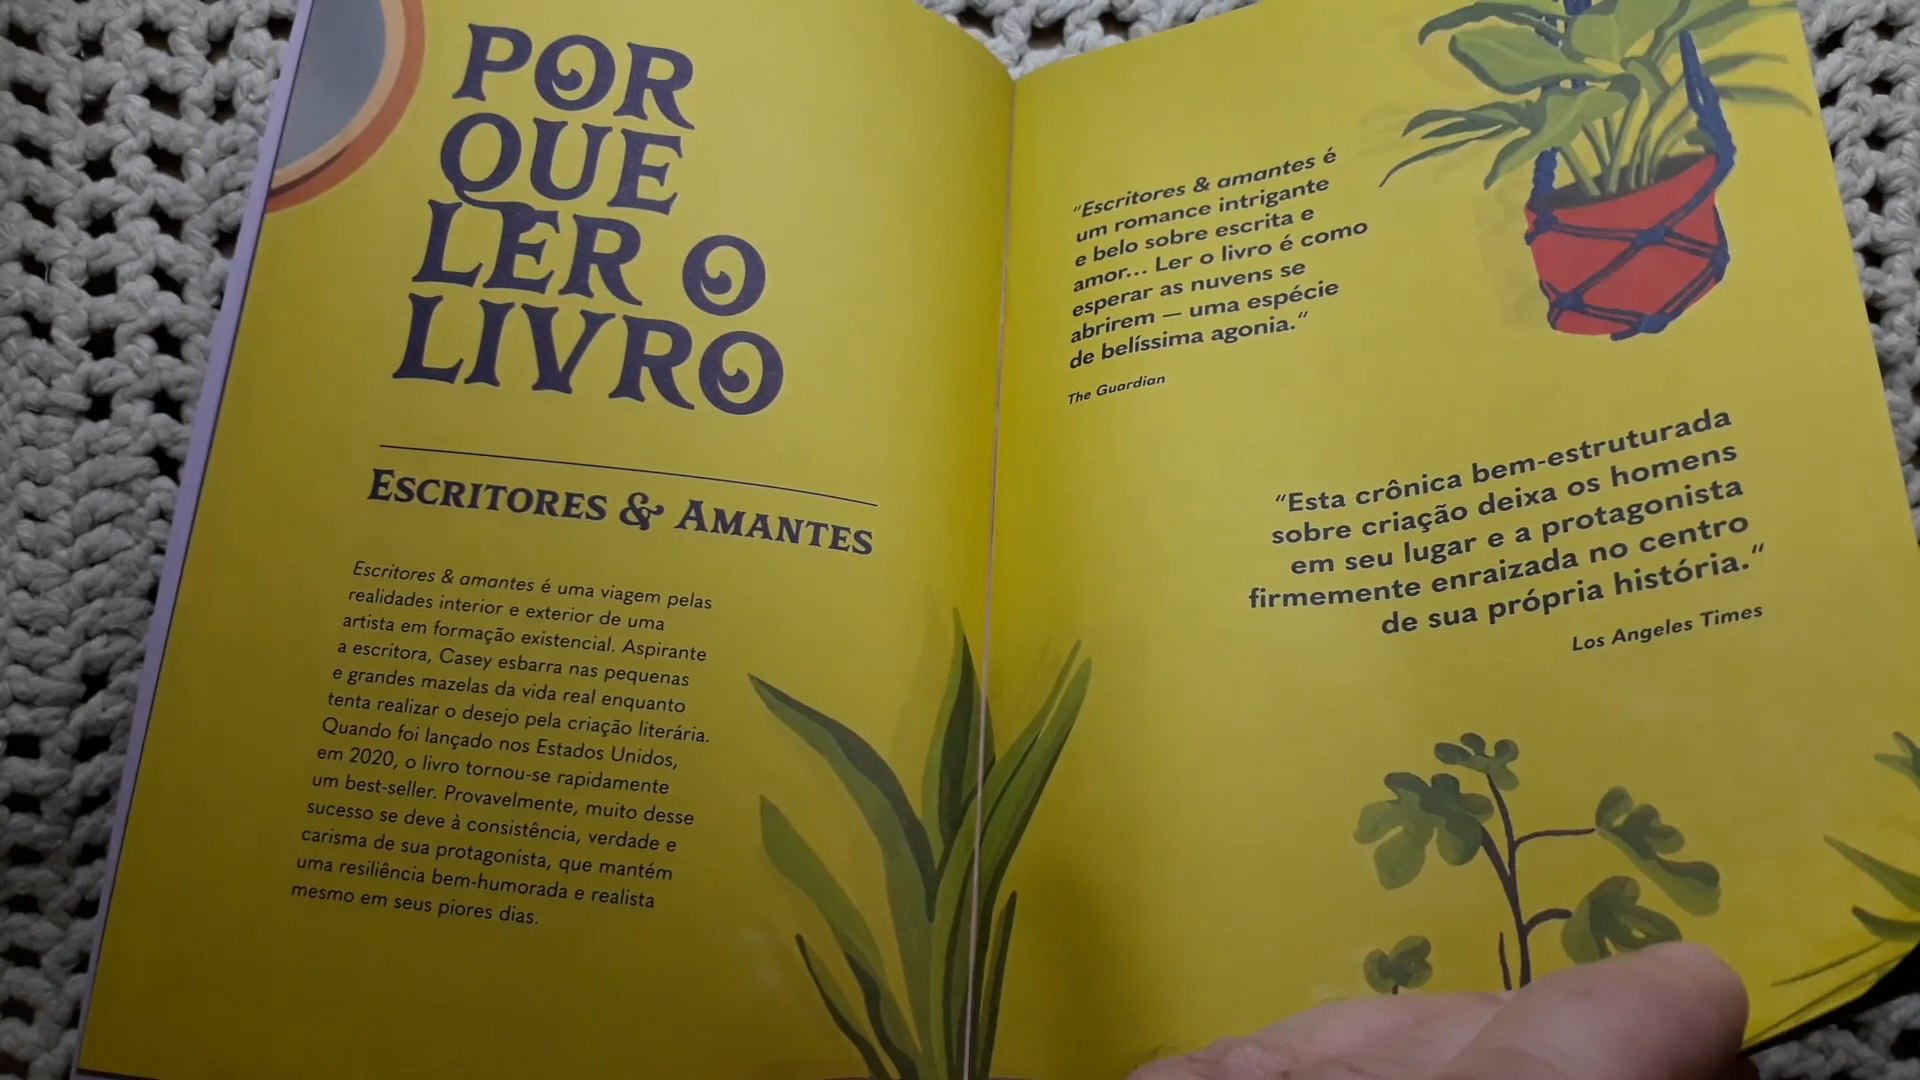 POR
QUE
LER O
LIVRO
ESCRITORES & AMANTES
Escritores & amantes é uma viagem pelas
realidades interior e exterior de uma
artista em formação existencial. Aspirante
a escritora, Casey esbarra nas pequenas
e grandes mazelas da vida real enquanto
tenta realizar o desejo pela criação literária.
Quando foi lançado nos Estados Unidos,
em 2020, o livro tornou-se rapidamente
um best-seller. Provavelmente, muito desse
sucesso se deve à consistência, verdade e
carisma de sua protagonista, que mantém
uma resiliência bem-humorada e realista
mesmo em seus piores dias.
“Escritores & amantes é
um romance intrigante
e belo sobre escrita e
amor... Ler o livro é como
esperar as nuvens se
abrirem — uma espécie
de belíssima agonia.“
The Guardian
“Esta crônica bem-estruturada
sobre criação deixa os homens
em seu lugar e a protagonista
firmemente enraizada no centro
de sua própria história.“
Los Angeles Times